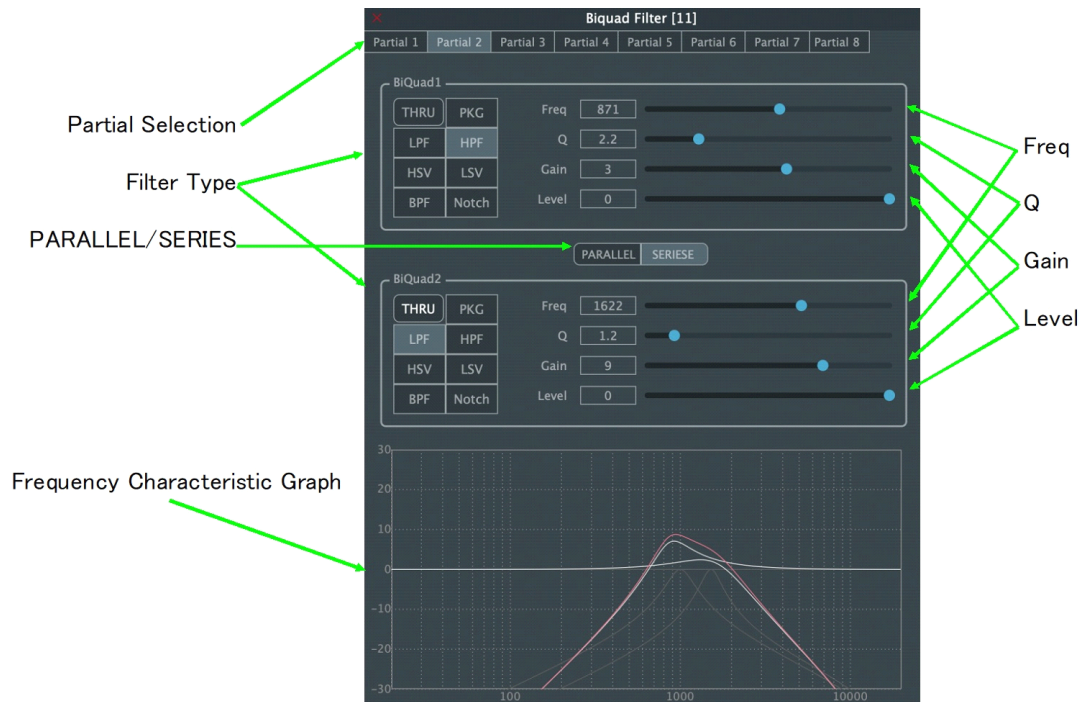 Biquad Filter [11]
Partial 1 Partial 2 Partial 3 Partial 4 Partial 5 Partial 6 Partial 7 Partial 8
Partial Selection
Filter Type
PARALLEL/SERIES
Frequency Characteristic Graph
BiQuad1
THRU PKG
LPF HPF
HSV LSV
BPF Notch
Freq 871
Q 2.2
Gain 3
Level 0
PARALLEL SERIESE
BiQuad2
THRU PKG
LPF HPF
HSV LSV
BPF Notch
Freq 1622
Q 1.2
Gain 9
Level 0
Freq
Q
Gain
Level
30
20
10
0
-10
-20
-30
100 1000 10000